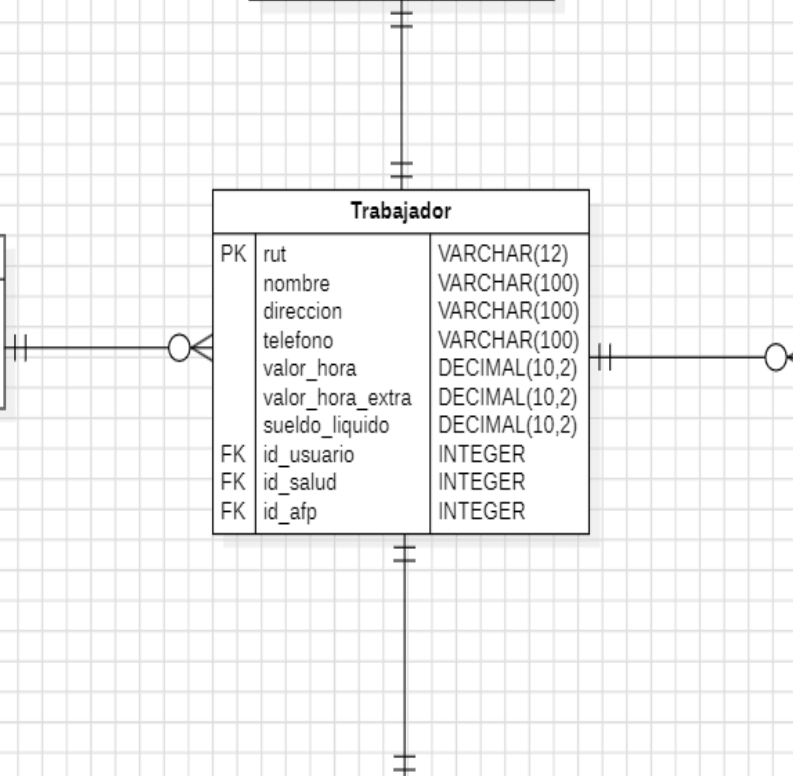 Trabajador
PK rut VARCHAR(12)
nombre VARCHAR(100)
direccion VARCHAR(100)
telefono VARCHAR(100)
valor_hora DECIMAL(10,2)
valor_hora_extra DECIMAL(10,2)
sueldo_liquido DECIMAL(10,2)
FK id_usuario INTEGER
FK id_salud INTEGER
FK id_afp INTEGER